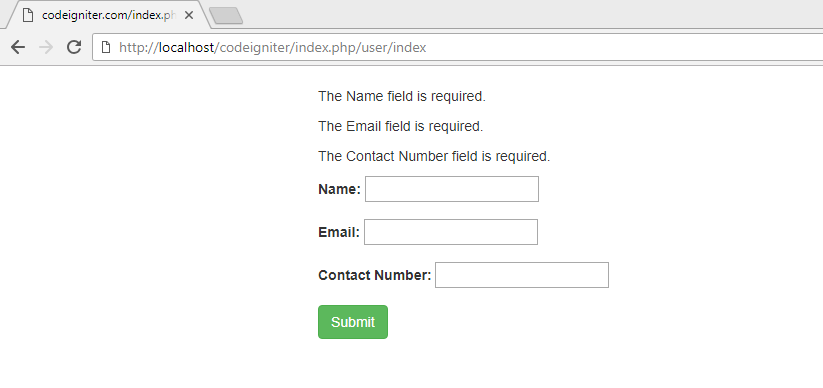 codeigniter.com/index.ph
http://localhost/codeigniter/index.php/user/index
The Name field is required.
The Email field is required.
The Contact Number field is required.
Name:
Email:
Contact Number:
Submit